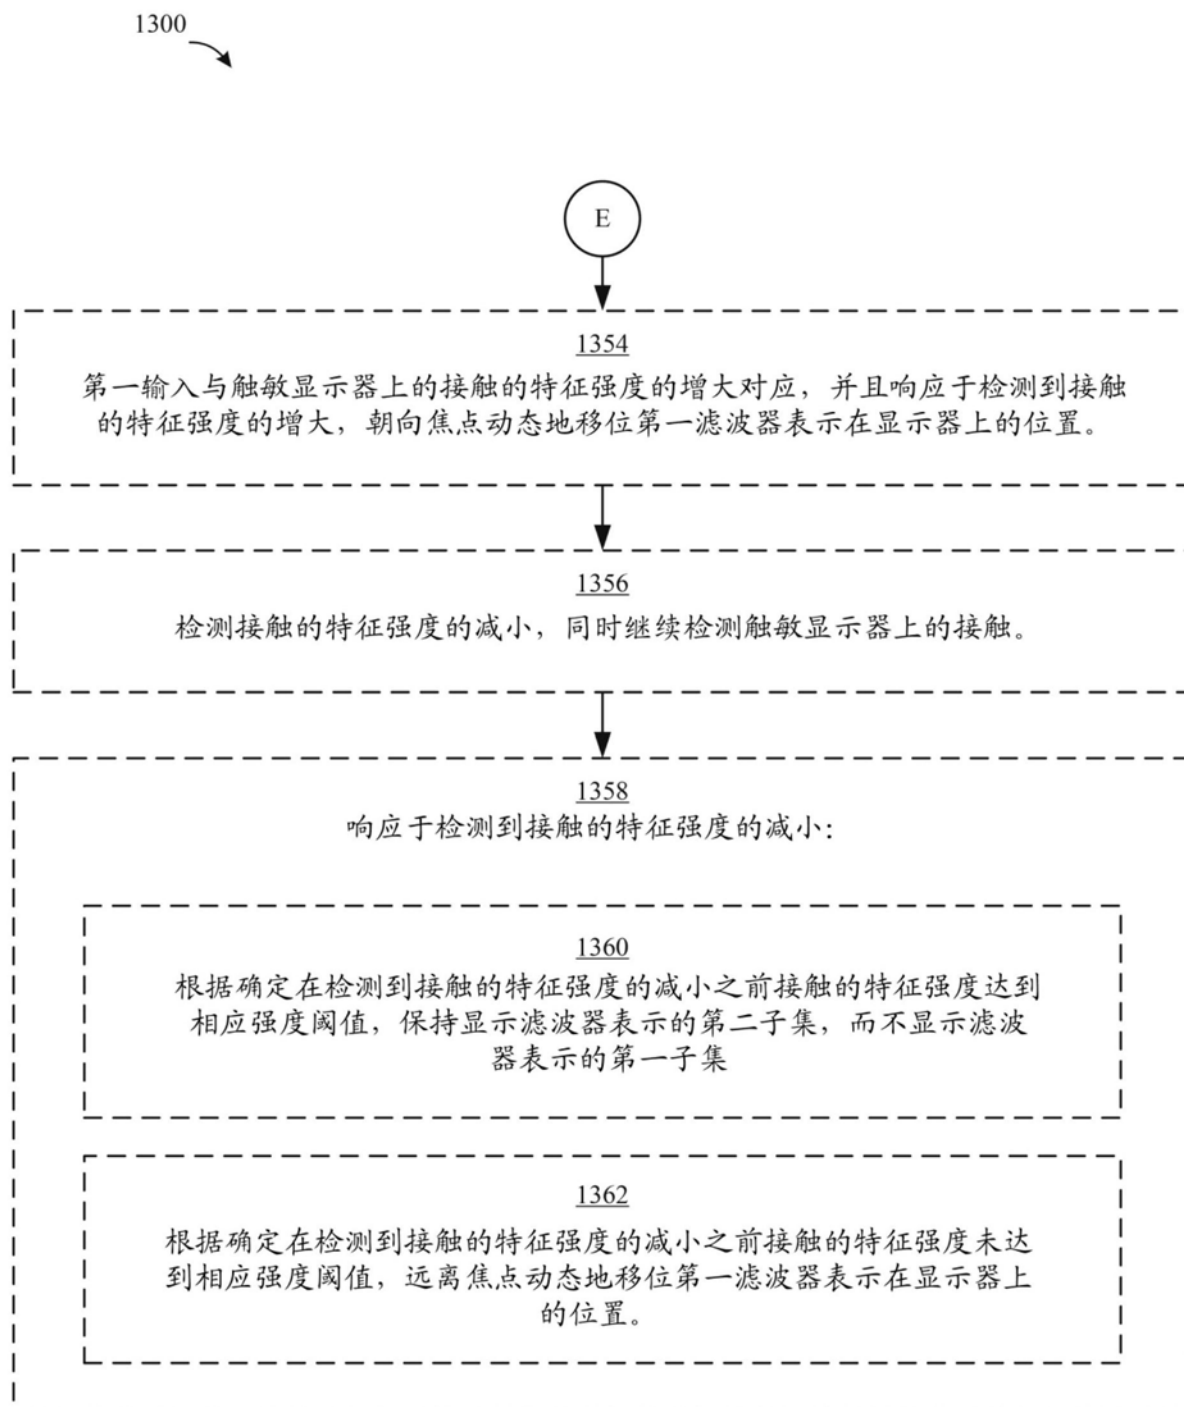 1300
E
1354
第一输入与触敏显示器上的接触的特征强度的增大对应，并且响应于检测到接触
的特征强度的增大，朝向焦点动态地移位第一滤波器表示在显示器上的位置。
1356
检测接触的特征强度的减小，同时继续检测触敏显示器上的接触。
1358
响应于检测到接触的特征强度的减小：
1360
根据确定在检测到接触的特征强度的减小之前接触的特征强度达到
相应强度阈值，保持显示滤波器表示的第二子集，而不显示滤波
器表示的第一子集
1362
根据确定在检测到接触的特征强度的减小之前接触的特征强度未达
到相应强度阈值，远离焦点动态地移位第一滤波器表示在显示器上
的位置。